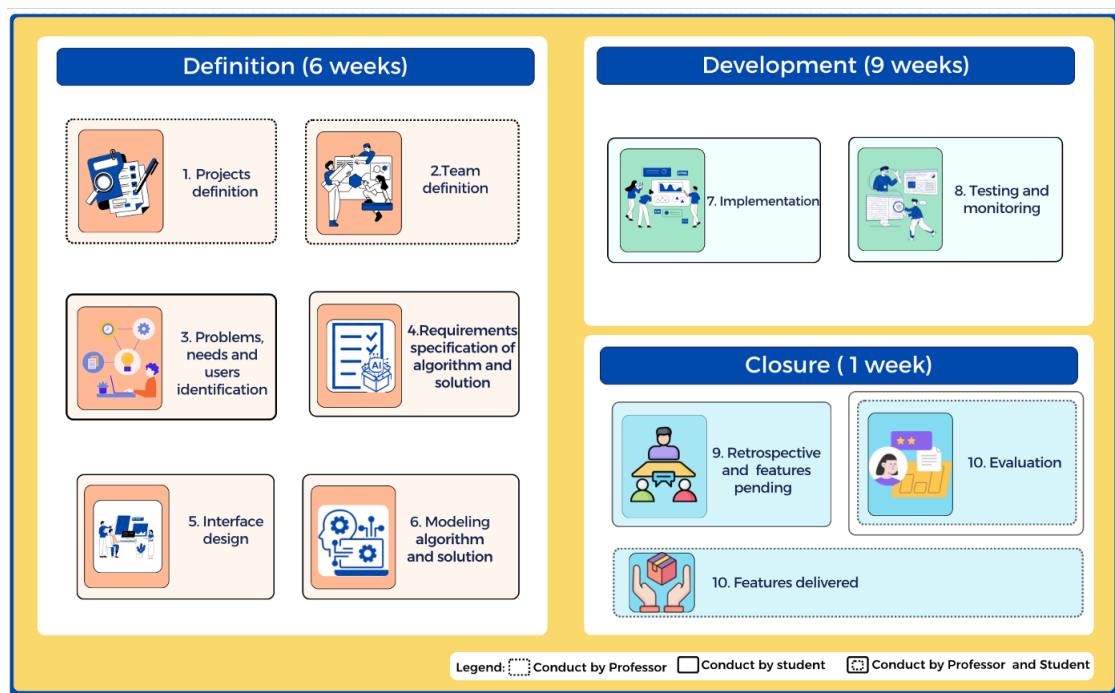 Definition (6 weeks)
1. Projects
definition
2.Team
definition
3. Problems,
needs and
users
identification
4.Requirements
specification of
algorithm and
solution
AI
5. Interface
design
6. Modeling
algorithm
and solution
Development (9 weeks)
7. Implementation
8. Testing and
monitoring
Closure ( 1 week)
9. Retrospective
and features
pending
10. Evaluation
10. Features delivered
Legend: Conduct by Professor Conduct by student Conduct by Professor and Student